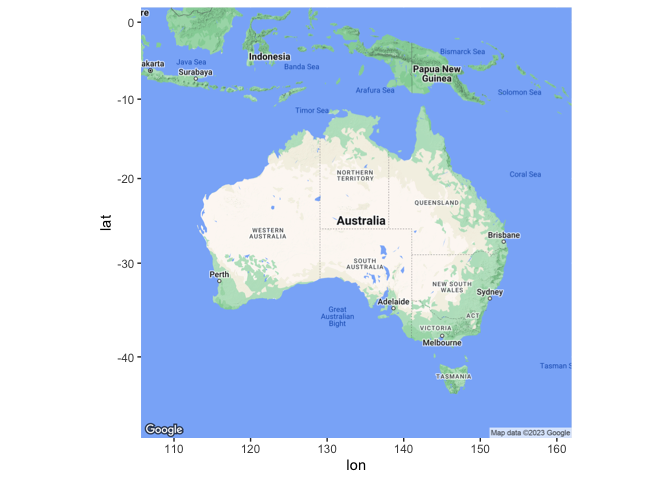 re
0
Indonesia
Bismarck Sea
Java Sea
akarta
Surabaya
Banda Sea
Papua New
Guinea
-10
Arafura Sea
Solomon Sea
Timor Sea
-20
NORTHERN
TERRITORY
Coral Sea
QUEENSLAND
Australia
WESTERN
AUSTRALIA
Brisbane
-30
SOUTH
AUSTRALIA
Perth
NEW SOUTH
WALES
Sydney
Adelaide
Great
Australian
Bight
ACT
VICTORIA
Melbourne
-40
Tasman S
TASMANIA
lat
Google
Map data ©2023 Google
110
120
130
140
150
160
lon